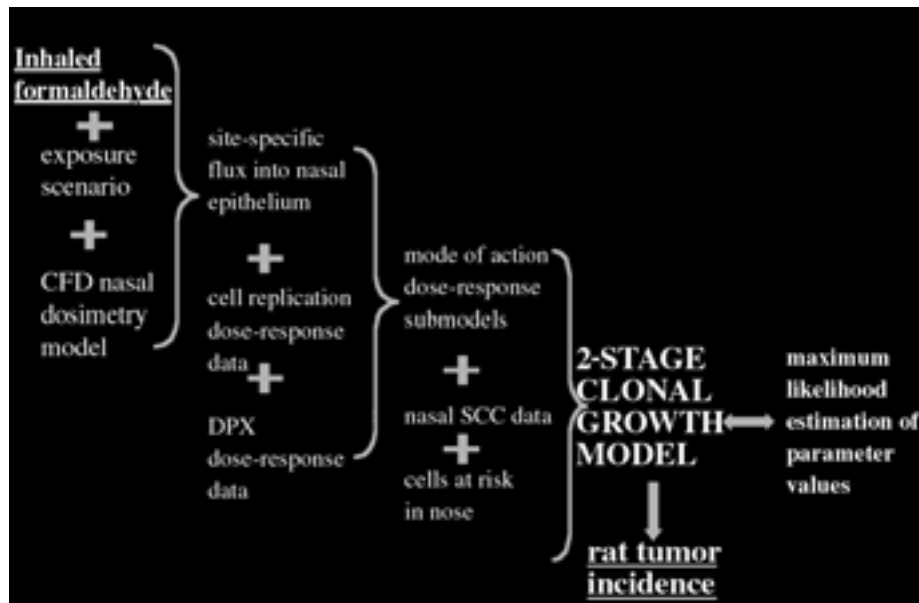 Inhaled
formaldehyde
+
exposure
scenario
+
CFD nasal
dosimetry
model
site-specific
flux into nasal
epithelium
+
cell replication
dose-response
data
+
DPX
dose-response
data
mode of action
dose-response
submodels
+
nasal SCC data
+
cells at risk
in nose
2-STAGE
CLONAL
GROWTH
MODEL
maximum
likelihood
estimation of
parameter
values
rat tumor
incidence